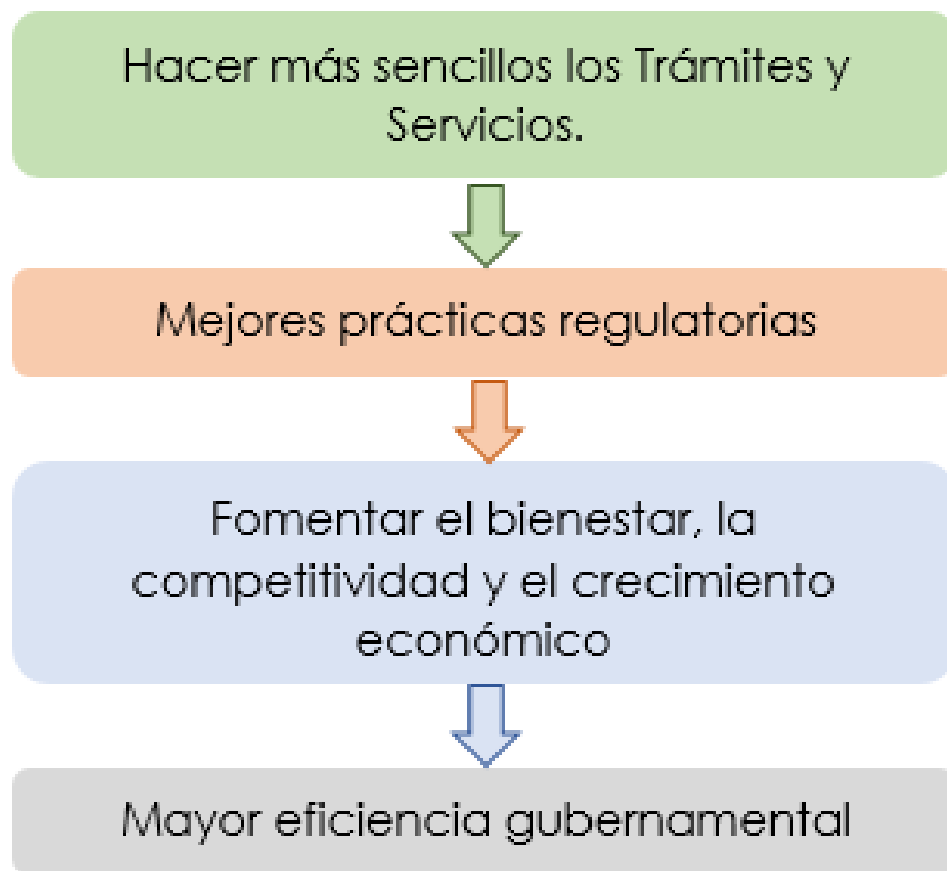 Hacer más sencillos los Trámites y
Servicios.
Mejores prácticas regulatorias
Fomentar el bienestar, la
competitividad y el crecimiento
económico
Mayor eficiencia gubernamental